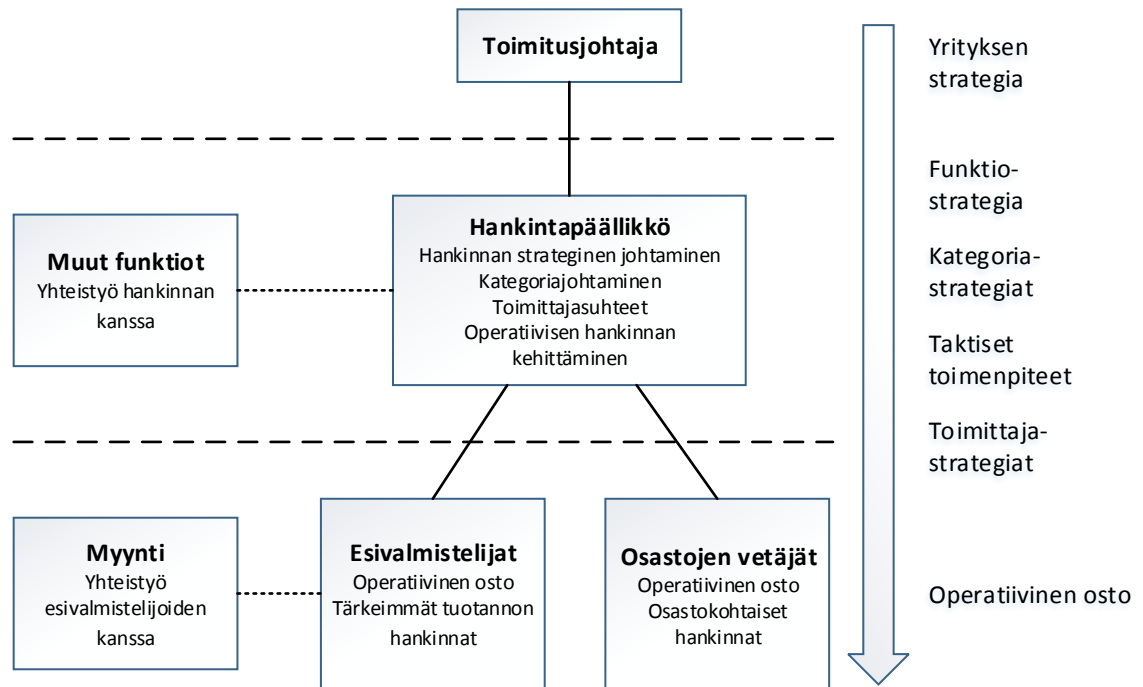 Toimitusjohtaja
Yrityksen
strategia
Funktio-
strategia
Hankintapäällikkö
Hankinnan strateginen johtaminen
Kategoriajohtaminen
Toimittajasuhteet
Operatiivisen hankinnan
kehittäminen
Muut funktiot
Yhteistyö hankinnan
kanssa
Kategoria-
strategiat
Taktiset
toimenpiteet
Toimittaja-
strategiat
Myynti
Yhteistyö
esivalmistelijoiden
kanssa
Esivalmistelijat
Operatiivinen osto
Tärkeimmät tuotannon
hankinnat
Osastojen vetäjät
Operatiivinen osto
Osastokohtaiset
hankinnat
Operatiivinen osto